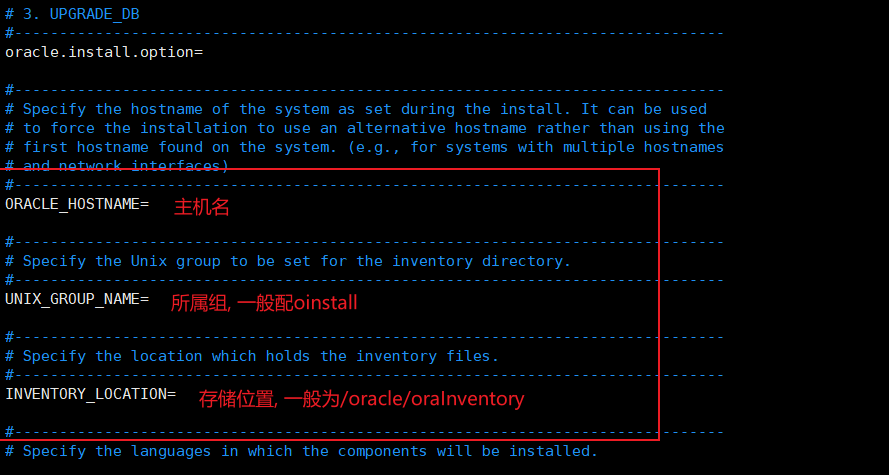 # 3. UPGRADE_DB
#-------------------------------------------------------------------------------
oracle.install.option=
#-------------------------------------------------------------------------------
# Specify the hostname of the system as set during the install. It can be used
# to force the installation to use an alternative hostname rather than using the
# first hostname found on the system. (e.g., for systems with multiple hostnames
# and network interfaces)
#-------------------------------------------------------------------------------
ORACLE_HOSTNAME= 主机名
#-------------------------------------------------------------------------------
# Specify the Unix group to be set for the inventory directory.
#-------------------------------------------------------------------------------
UNIX_GROUP_NAME= 所属组, 一般配oinstall
#-------------------------------------------------------------------------------
# Specify the location which holds the inventory files.
#-------------------------------------------------------------------------------
INVENTORY_LOCATION= 存储位置, 一般为/oracle/oraInventory
#-------------------------------------------------------------------------------
# Specify the languages in which the components will be installed.